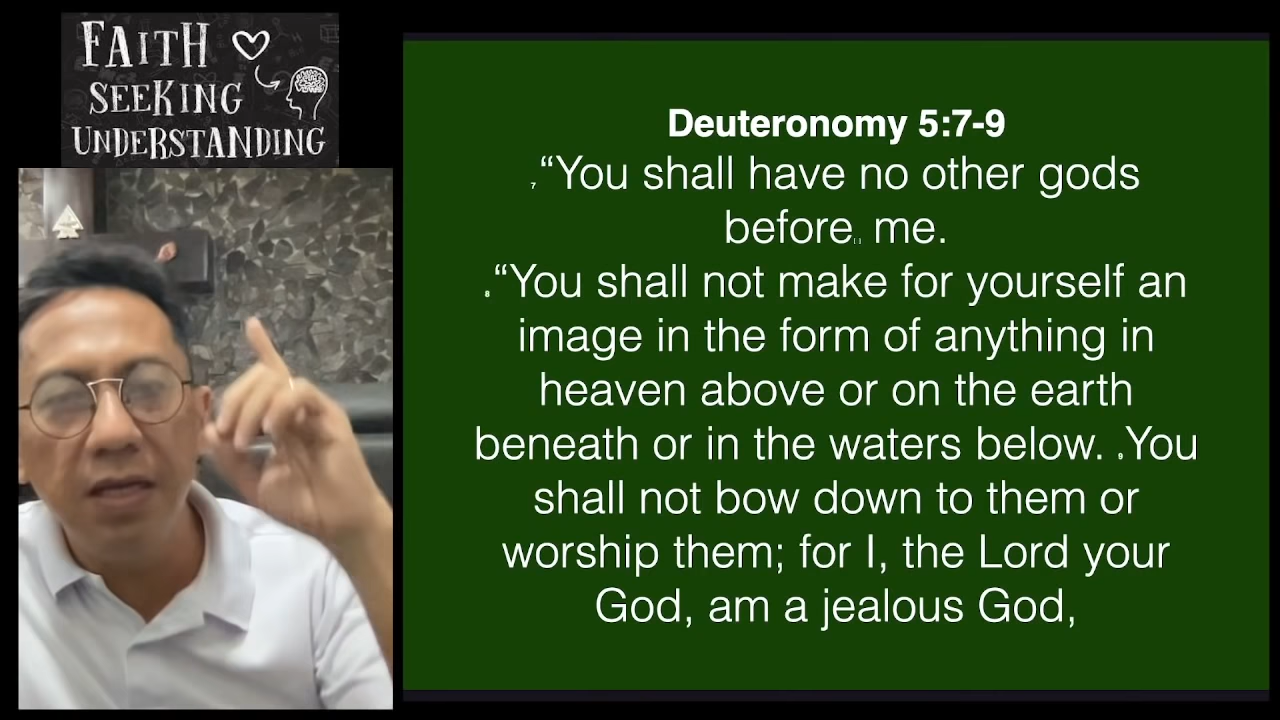 FAITH
SEEKING
UNDERSTANDING
Deuteronomy 5:7-9
7 “You shall have no other gods
before me.
8 “You shall not make for yourself an
image in the form of anything in
heaven above or on the earth
beneath or in the waters below. 9 You
shall not bow down to them or
worship them; for I, the Lord your
God, am a jealous God,